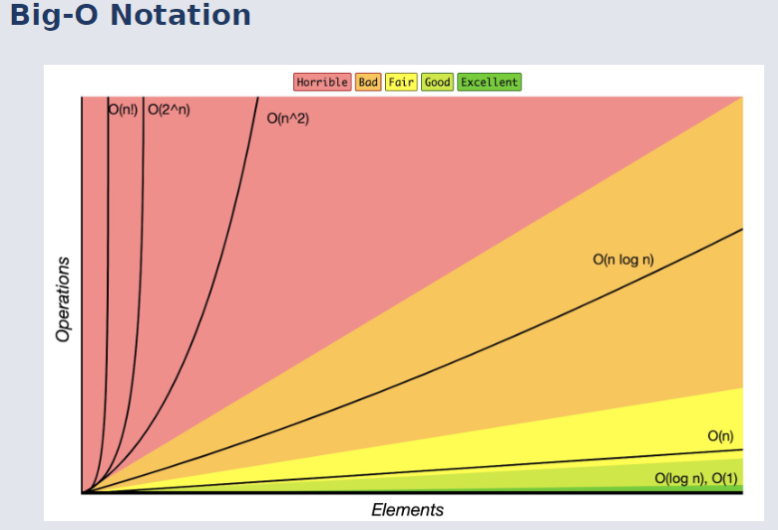 Big-O Notation
Horrible Bad Fair Good Excellent
O(n!) O(2^n)
O(n^2)
O(n log n)
Operations
O(n)
O(log n), O(1)
Elements